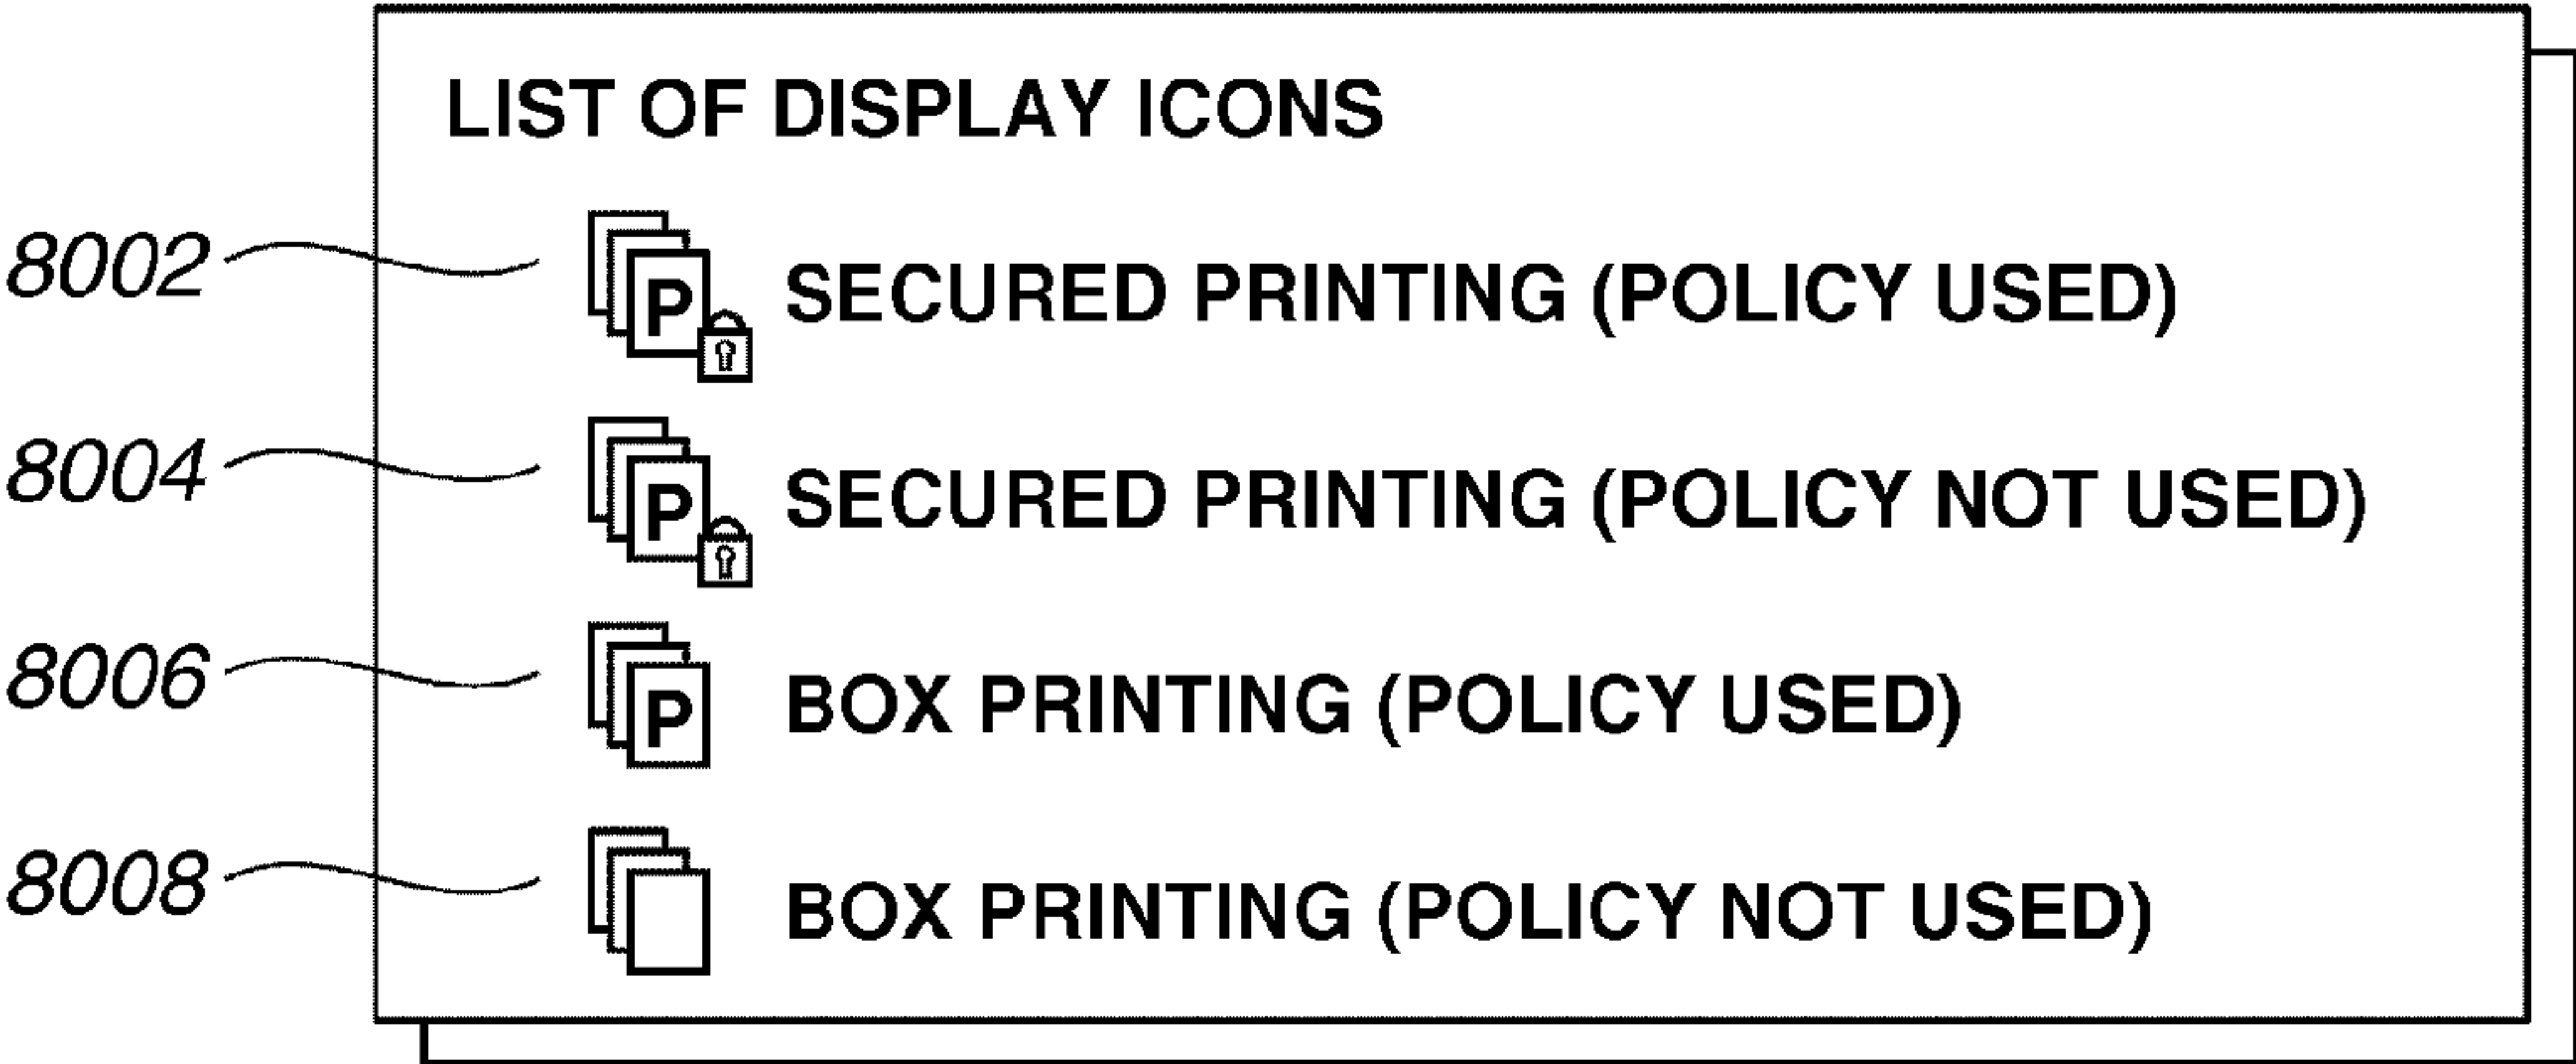 LIST OF DISPLAY ICONS
8002 P SECURED PRINTING (POLICY USED)
8004 P SECURED PRINTING (POLICY NOT USED)
8006 P BOX PRINTING (POLICY USED)
8008 BOX PRINTING (POLICY NOT USED)